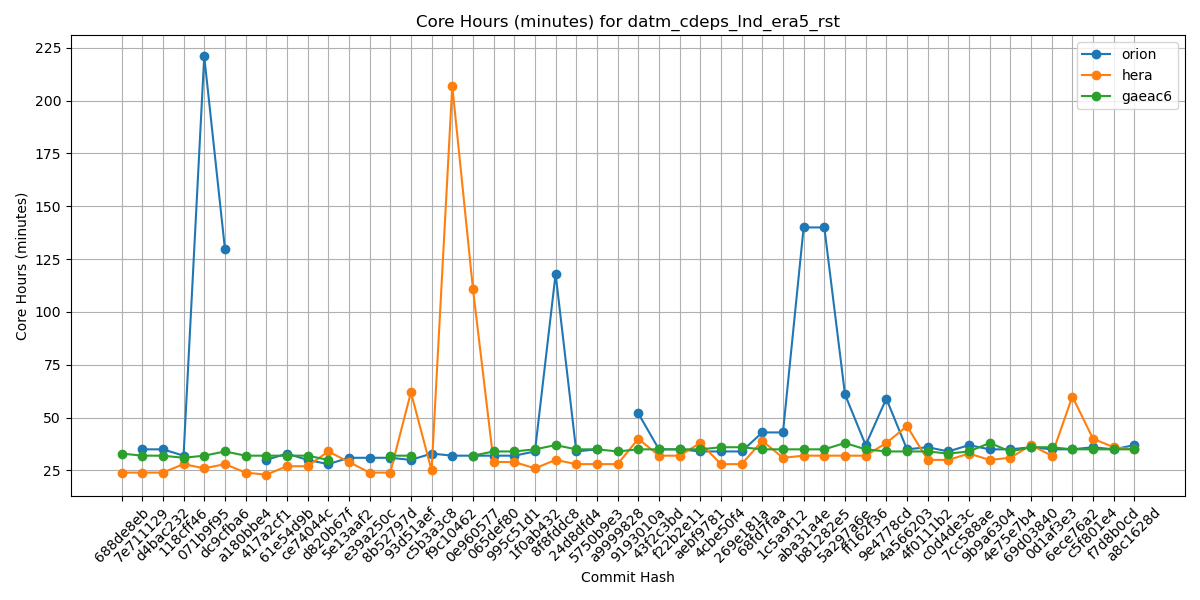 Core Hours (minutes) for datm_cdeps_lnd_era5_rst
Core Hours (minutes)
225
200
175
150
125
100
75
50
25
orion
hera
gaeac6
688de8eb
7e711129
d4bac232
118cff46
071b9f95
dc9cfba6
a180bbe4
417a2cf1
61e54d9b
ce74044c
d820b67f
5e13aaf2
e39a250c
8b52797d
93d51aef
c5b3a3c8
f9c10462
0e960577
065def80
995c51d1
1f0ab432
8f8fdfc8
24d8dfd4
5750b9e3
a9999828
9193010a
43f253bd
f22b2e11
aebf9781
4cbe50f4
269e181a
68fd7faa
1c5a9f12
aba31a4e
b81282e5
5a297a6e
ff162f36
9e4778cd
4a566203
4f011b2
c0d4de3c
7cc588ae
9b9a6304
4e75e7b4
69d03840
0d1af3e3
6ece76a2
c5f801e4
f7d8b0cd
a8c1628d
Commit Hash